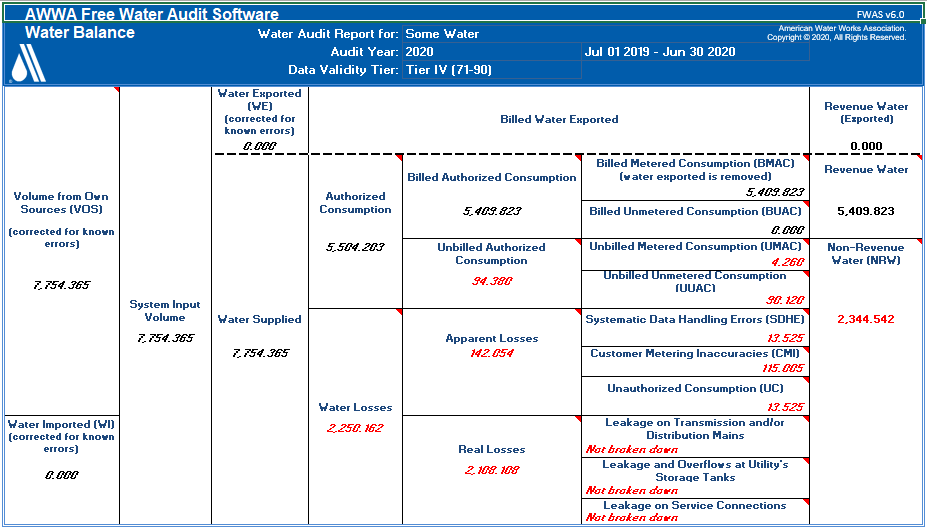 AWWA Free Water Audit Software
FWAS v6.0
Water Balance
American Water Works Association.
Copyright © 2020, All Rights Reserved.
Water Audit Report for: Some Water
Audit Year: 2020
Jul 01 2019 - Jun 30 2020
Data Validity Tier: Tier IV (71-90)
Volume from Own
Sources (VOS)
(corrected for known
errors)
7,754.365
Water Imported (WI)
(corrected for known
errors)
0.000
System Input
Volume
7,754.365
Water Exported
(WE)
(corrected for
known errors)
0.000
Water Supplied
7,754.365
Billed Water Exported
Revenue Water
(Exported)
0.000
Authorized
Consumption
5,504.203
Billed Authorized Consumption
5,409.823
Billed Metered Consumption (BMAC)
(water exported is removed)
5,409.823
Billed Unmetered Consumption (BUAC)
0.000
Revenue Water
5,409.823
Unbilled Authorized
Consumption
94.380
Unbilled Metered Consumption (UMAC)
4.260
Unbilled Unmetered Consumption
(UUAC)
90.120
Non-Revenue
Water (NRW)
2,344.542
Water Losses
2,250.162
Apparent Losses
142.054
Systematic Data Handling Errors (SDHE)
13.525
Customer Metering Inaccuracies (CMI)
115.005
Unauthorized Consumption (UC)
13.525
Real Losses
2,108.108
Leakage on Transmission and/or
Distribution Mains
Not broken down
Leakage and Overflows at Utility's
Storage Tanks
Not broken down
Leakage on Service Connections
Not broken down